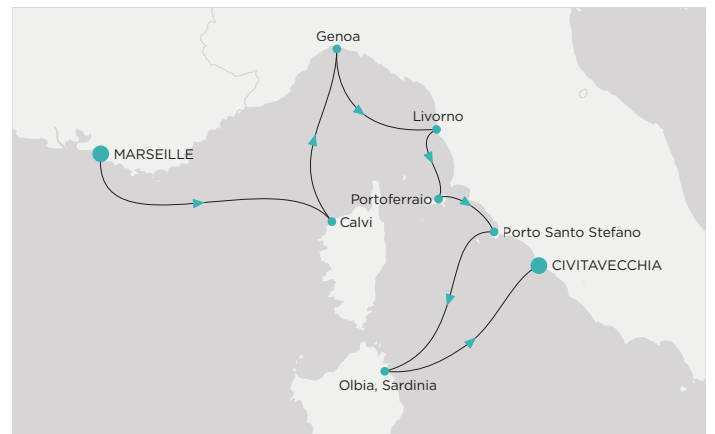 Genoa
Livorno
MARSEILLE
Portoferraio
Calvi
Porto Santo Stefano
CIVITAVECCHIA
Olbia, Sardinia